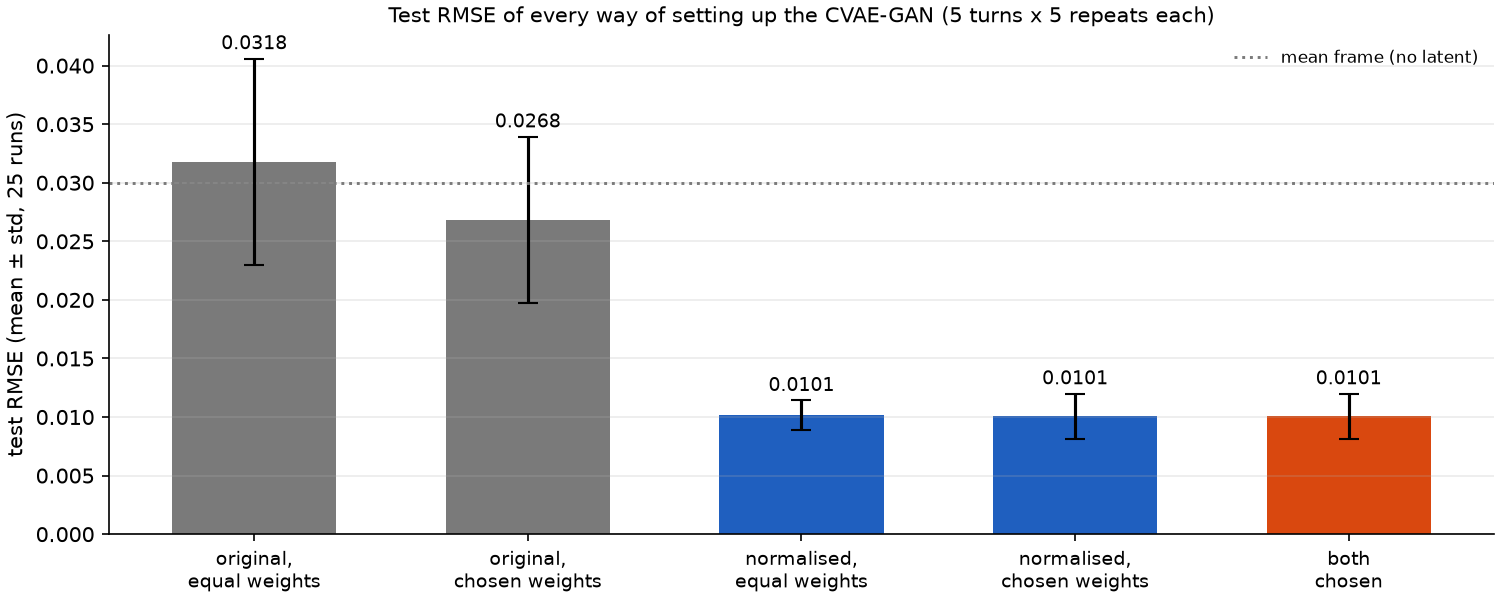 Test RMSE of every way of setting up the CVAE-GAN (5 turns x 5 repeats each)
mean frame (no latent)
test RMSE (mean ± std, 25 runs)
0.040
0.035
0.030
0.025
0.020
0.015
0.010
0.005
0.000
0.0318
0.0268
0.0101
0.0101
0.0101
original,
equal weights
original,
chosen weights
normalised,
equal weights
normalised,
chosen weights
both
chosen